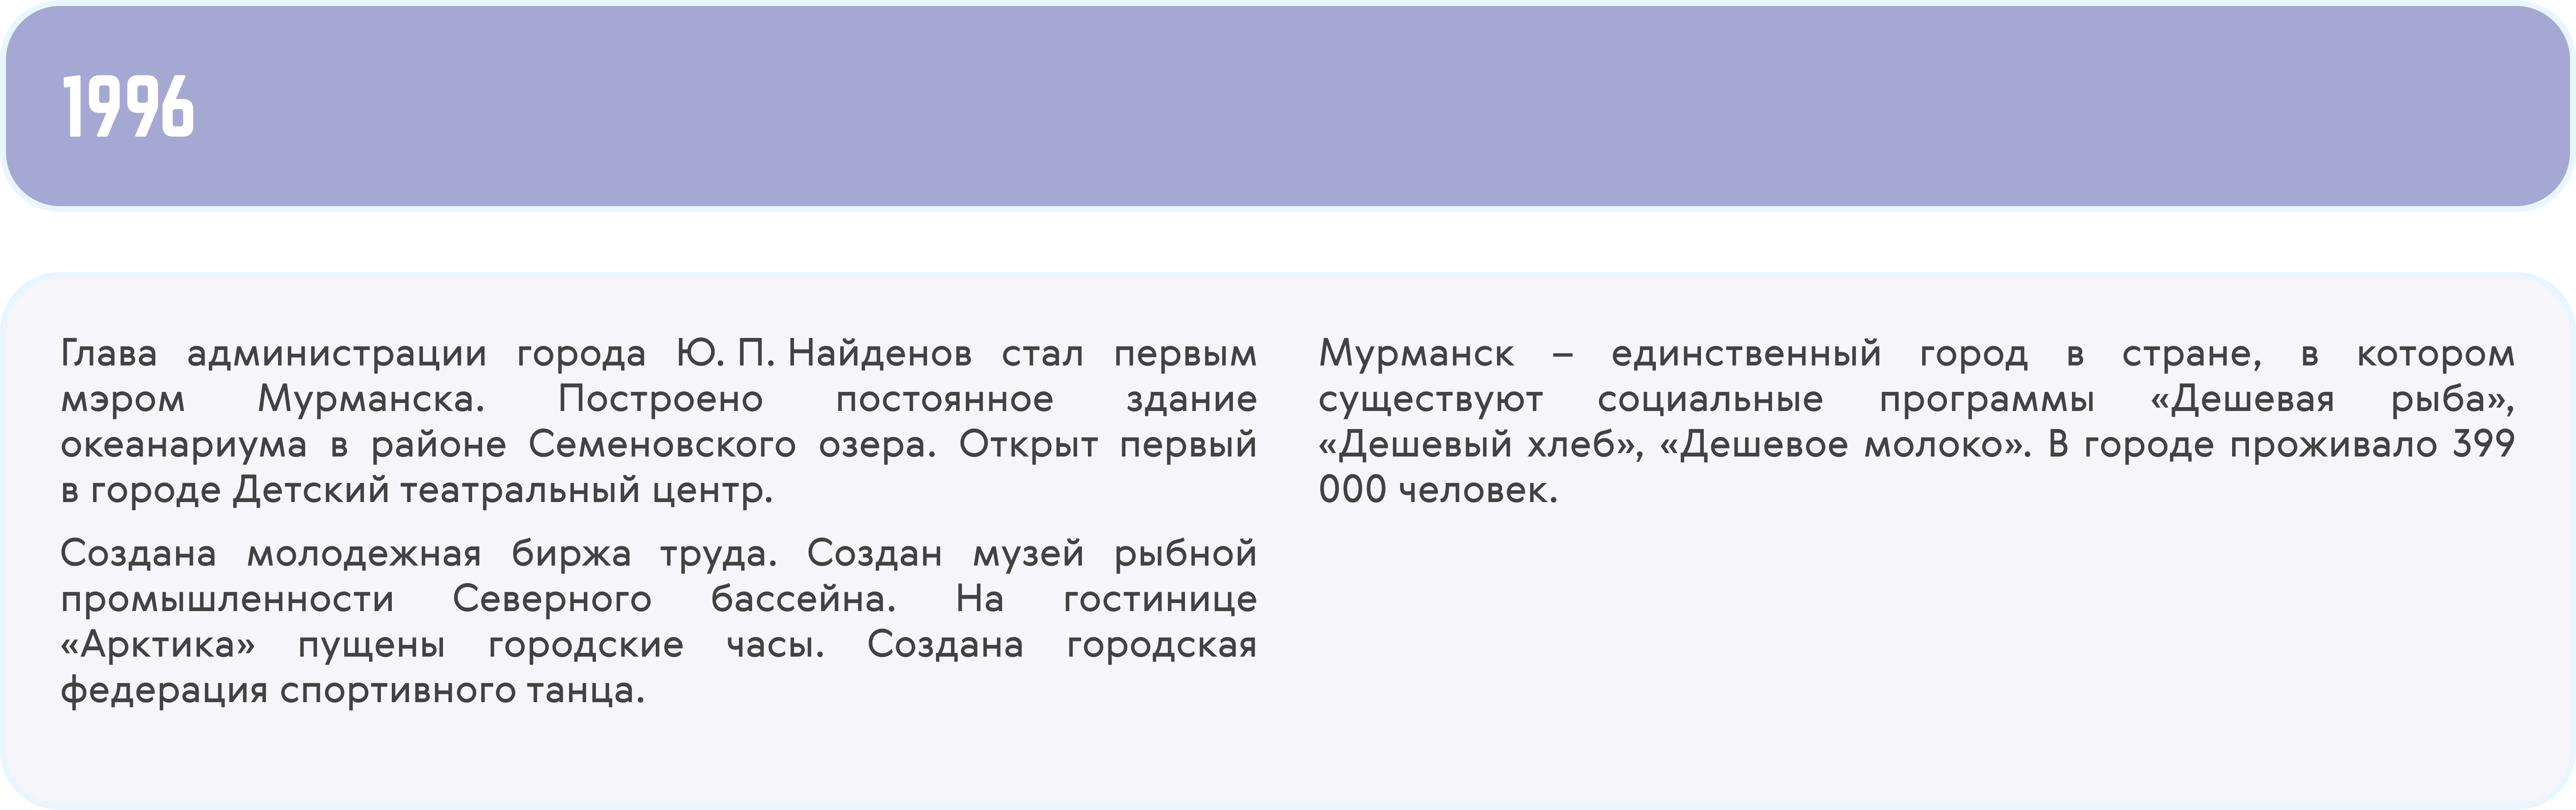 1996
Глава администрации города Ю. П. Найденов стал первым
мэром Мурманска. Построено постоянное здание
океанариума в районе Семеновского озера. Открыт первый
в городе Детский театральный центр.
Создана молодежная биржа труда. Создан музей рыбной
промышленности Северного бассейна. На гостинице
«Арктика» пущены городские часы. Создана городская
федерация спортивного танца.
Мурманск – единственный город в стране, в котором
существуют социальные программы «Дешевая рыба»,
«Дешевый хлеб», «Дешевое молоко». В городе проживало 399
000 человек.